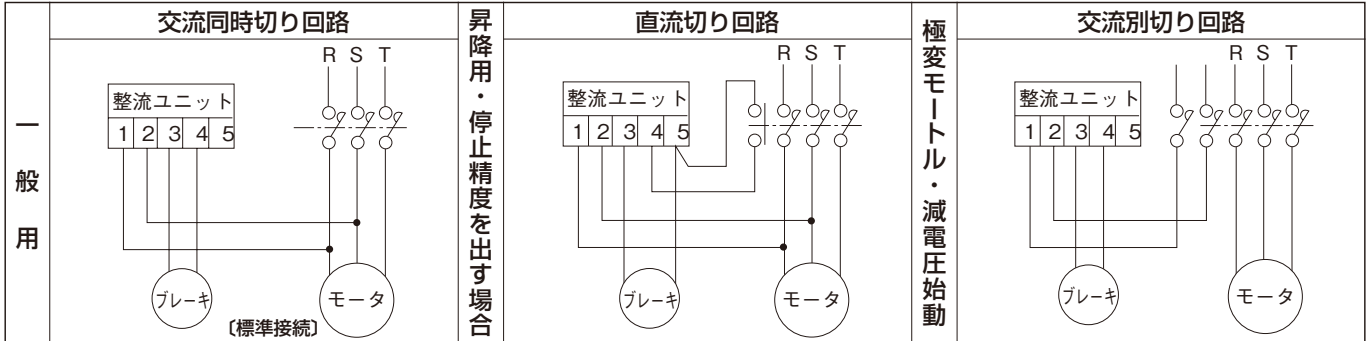 一般用
交流同時切り回路
R S T
整流ユニット
1 2 3 4 5
ブレーキ
モータ
〔標準接続〕
昇降用・停止精度を出す場合
直流切り回路
R S T
整流ユニット
1 2 3 4 5
ブレーキ
モータ
極変モートル・減電圧始動
交流別切り回路
R S T
整流ユニット
1 2 3 4 5
ブレーキ
モータ